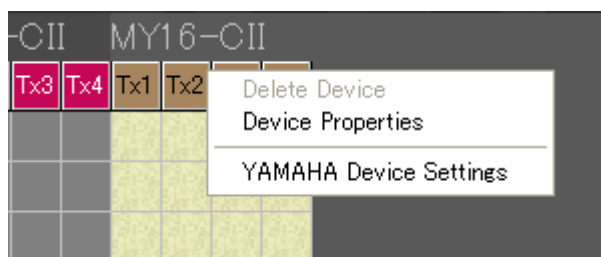 -CII MY16-CII
Tx3 Tx4 Tx1 Tx2
Delete Device
Device Properties
YAMAHA Device Settings